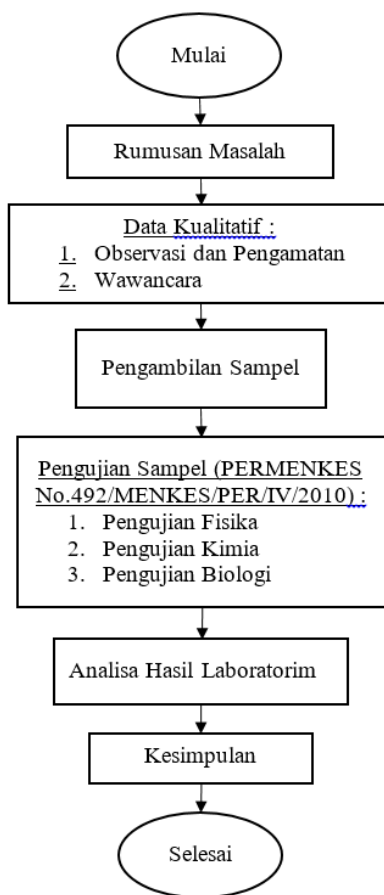 Mulai
Rumusan Masalah
Data Kualitatif :
1. Observasi dan Pengamatan
2. Wawancara
Pengambilan Sampel
Pengujian Sampel (PERMENKES
No.492/MENKES/PER/IV/2010) :
1. Pengujian Fisika
2. Pengujian Kimia
3. Pengujian Biologi
Analisa Hasil Laboratorim
Kesimpulan
Selesai